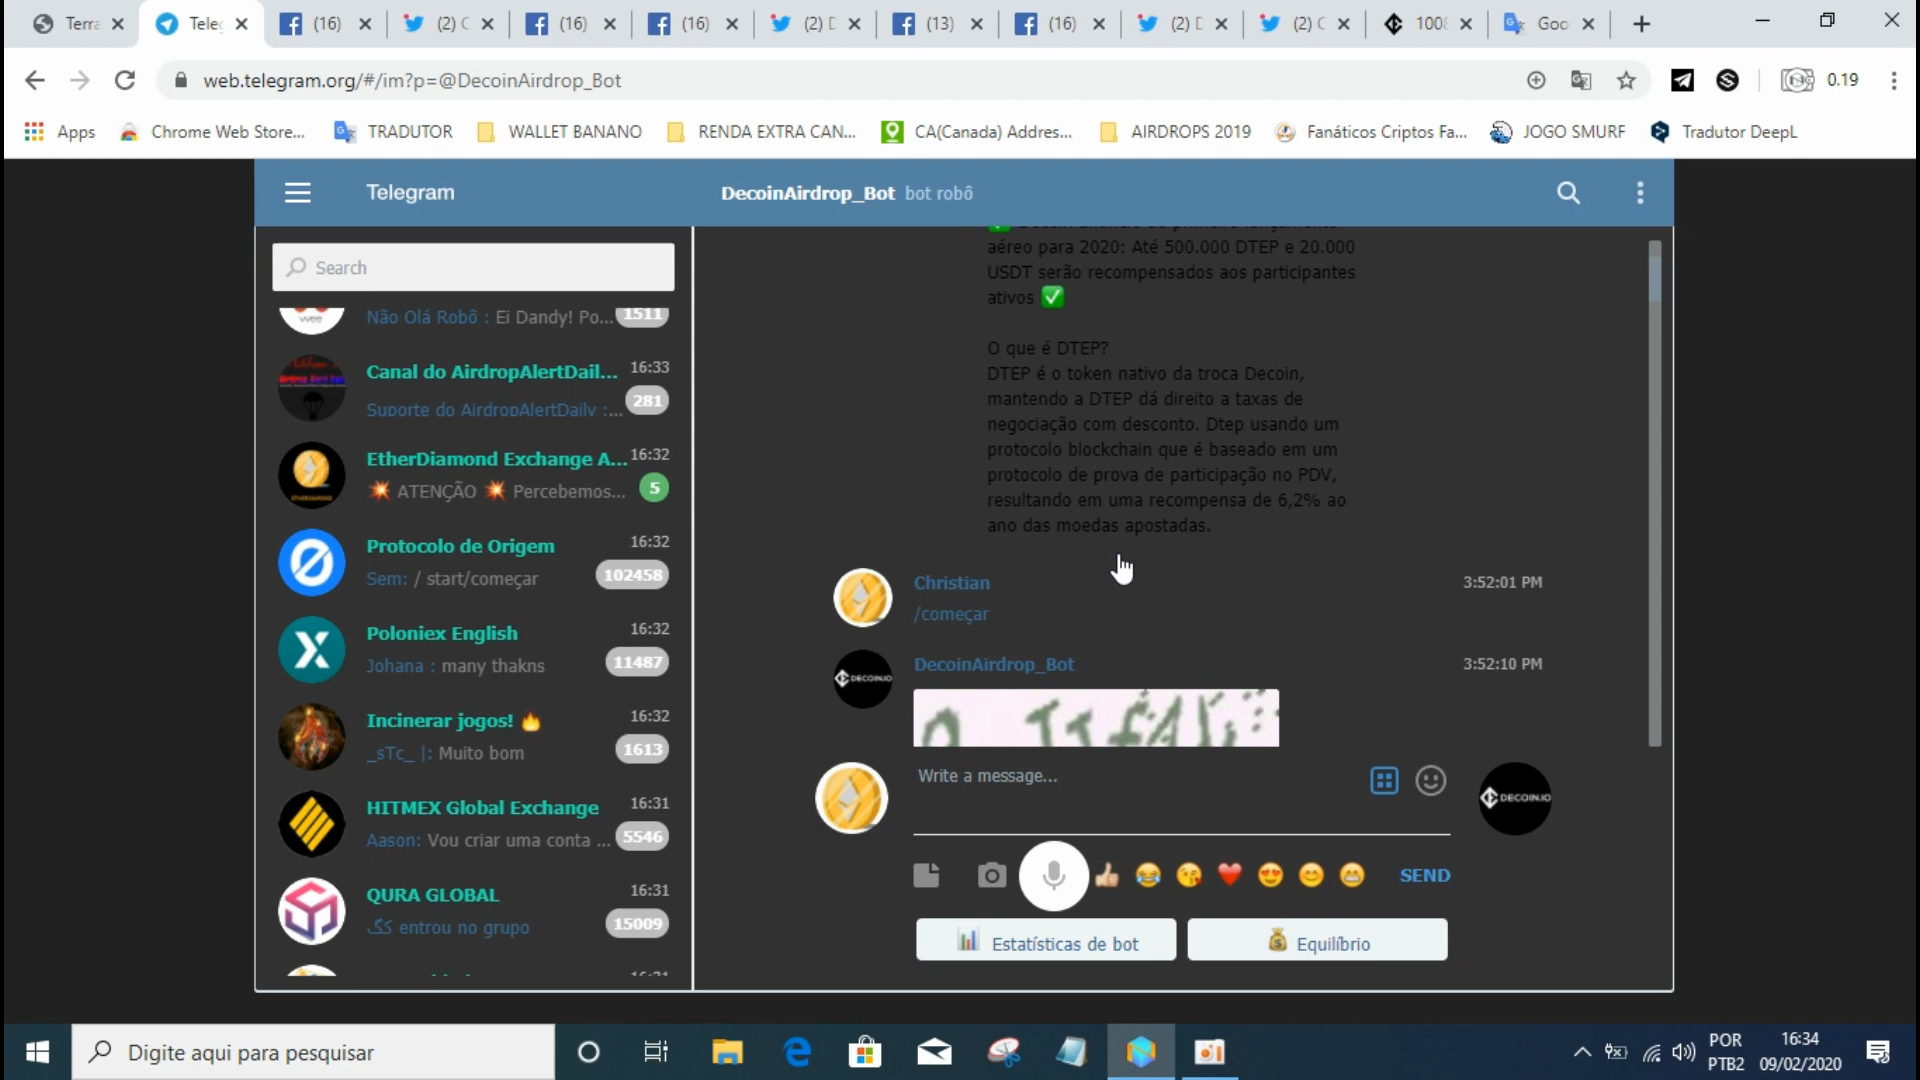 Terra
Tele
(16)
(2) C
(16)
(16)
(2) D
(13)
(16)
(2) D
(2) C
100
Goo
web.telegram.org/#/im?p=@DecoinAirdrop_Bot
0.19
Apps
Chrome Web Store...
TRADUTOR
WALLET BANANO
RENDA EXTRA CAN...
CA(Canada) Addres...
AIRDROPS 2019
Fanáticos Criptos Fa...
JOGO SMURF
Tradutor DeepL
Telegram
DecoinAirdrop_Bot bot robô
Search
Não Olá Robô : Ei Dandy! Po...
1511
Canal do AirdropAlertDail...
16:33
Suporte do AirdropAlertDaily :...
281
EtherDiamond Exchange A...
16:32
ATENÇÃO 💥 Percebemos...
5
Protocolo de Origem
16:32
Sem: / start/começar
102458
Poloniex English
16:32
Johana : many thakns
11487
Incinerar jogos! 🔥
16:32
_sTc_ |: Muito bom
1613
HITMEX Global Exchange
16:31
Aason: Vou criar uma conta ...
5546
QURA GLOBAL
16:31
کک entrou no grupo
15009
aéreo para 2020: Até 500.000 DTEP e 20.000
USDT serão recompensados aos participantes
ativos ✅
O que é DTEP?
DTEP é o token nativo da troca Decoin,
mantendo a DTEP dá direito a taxas de
negociação com desconto. Dtep usando um
protocolo blockchain que é baseado em um
protocolo de prova de participação no PDV,
resultando em uma recompensa de 6,2% ao
ano das moedas apostadas.
Christian
3:52:01 PM
/começar
DecoinAirdrop_Bot
3:52:10 PM
DECOIN.IO
Write a message...
DECOIN.IO
SEND
Estatísticas de bot
Equilíbrio
Digite aqui para pesquisar
POR
PTB2
16:34
09/02/2020